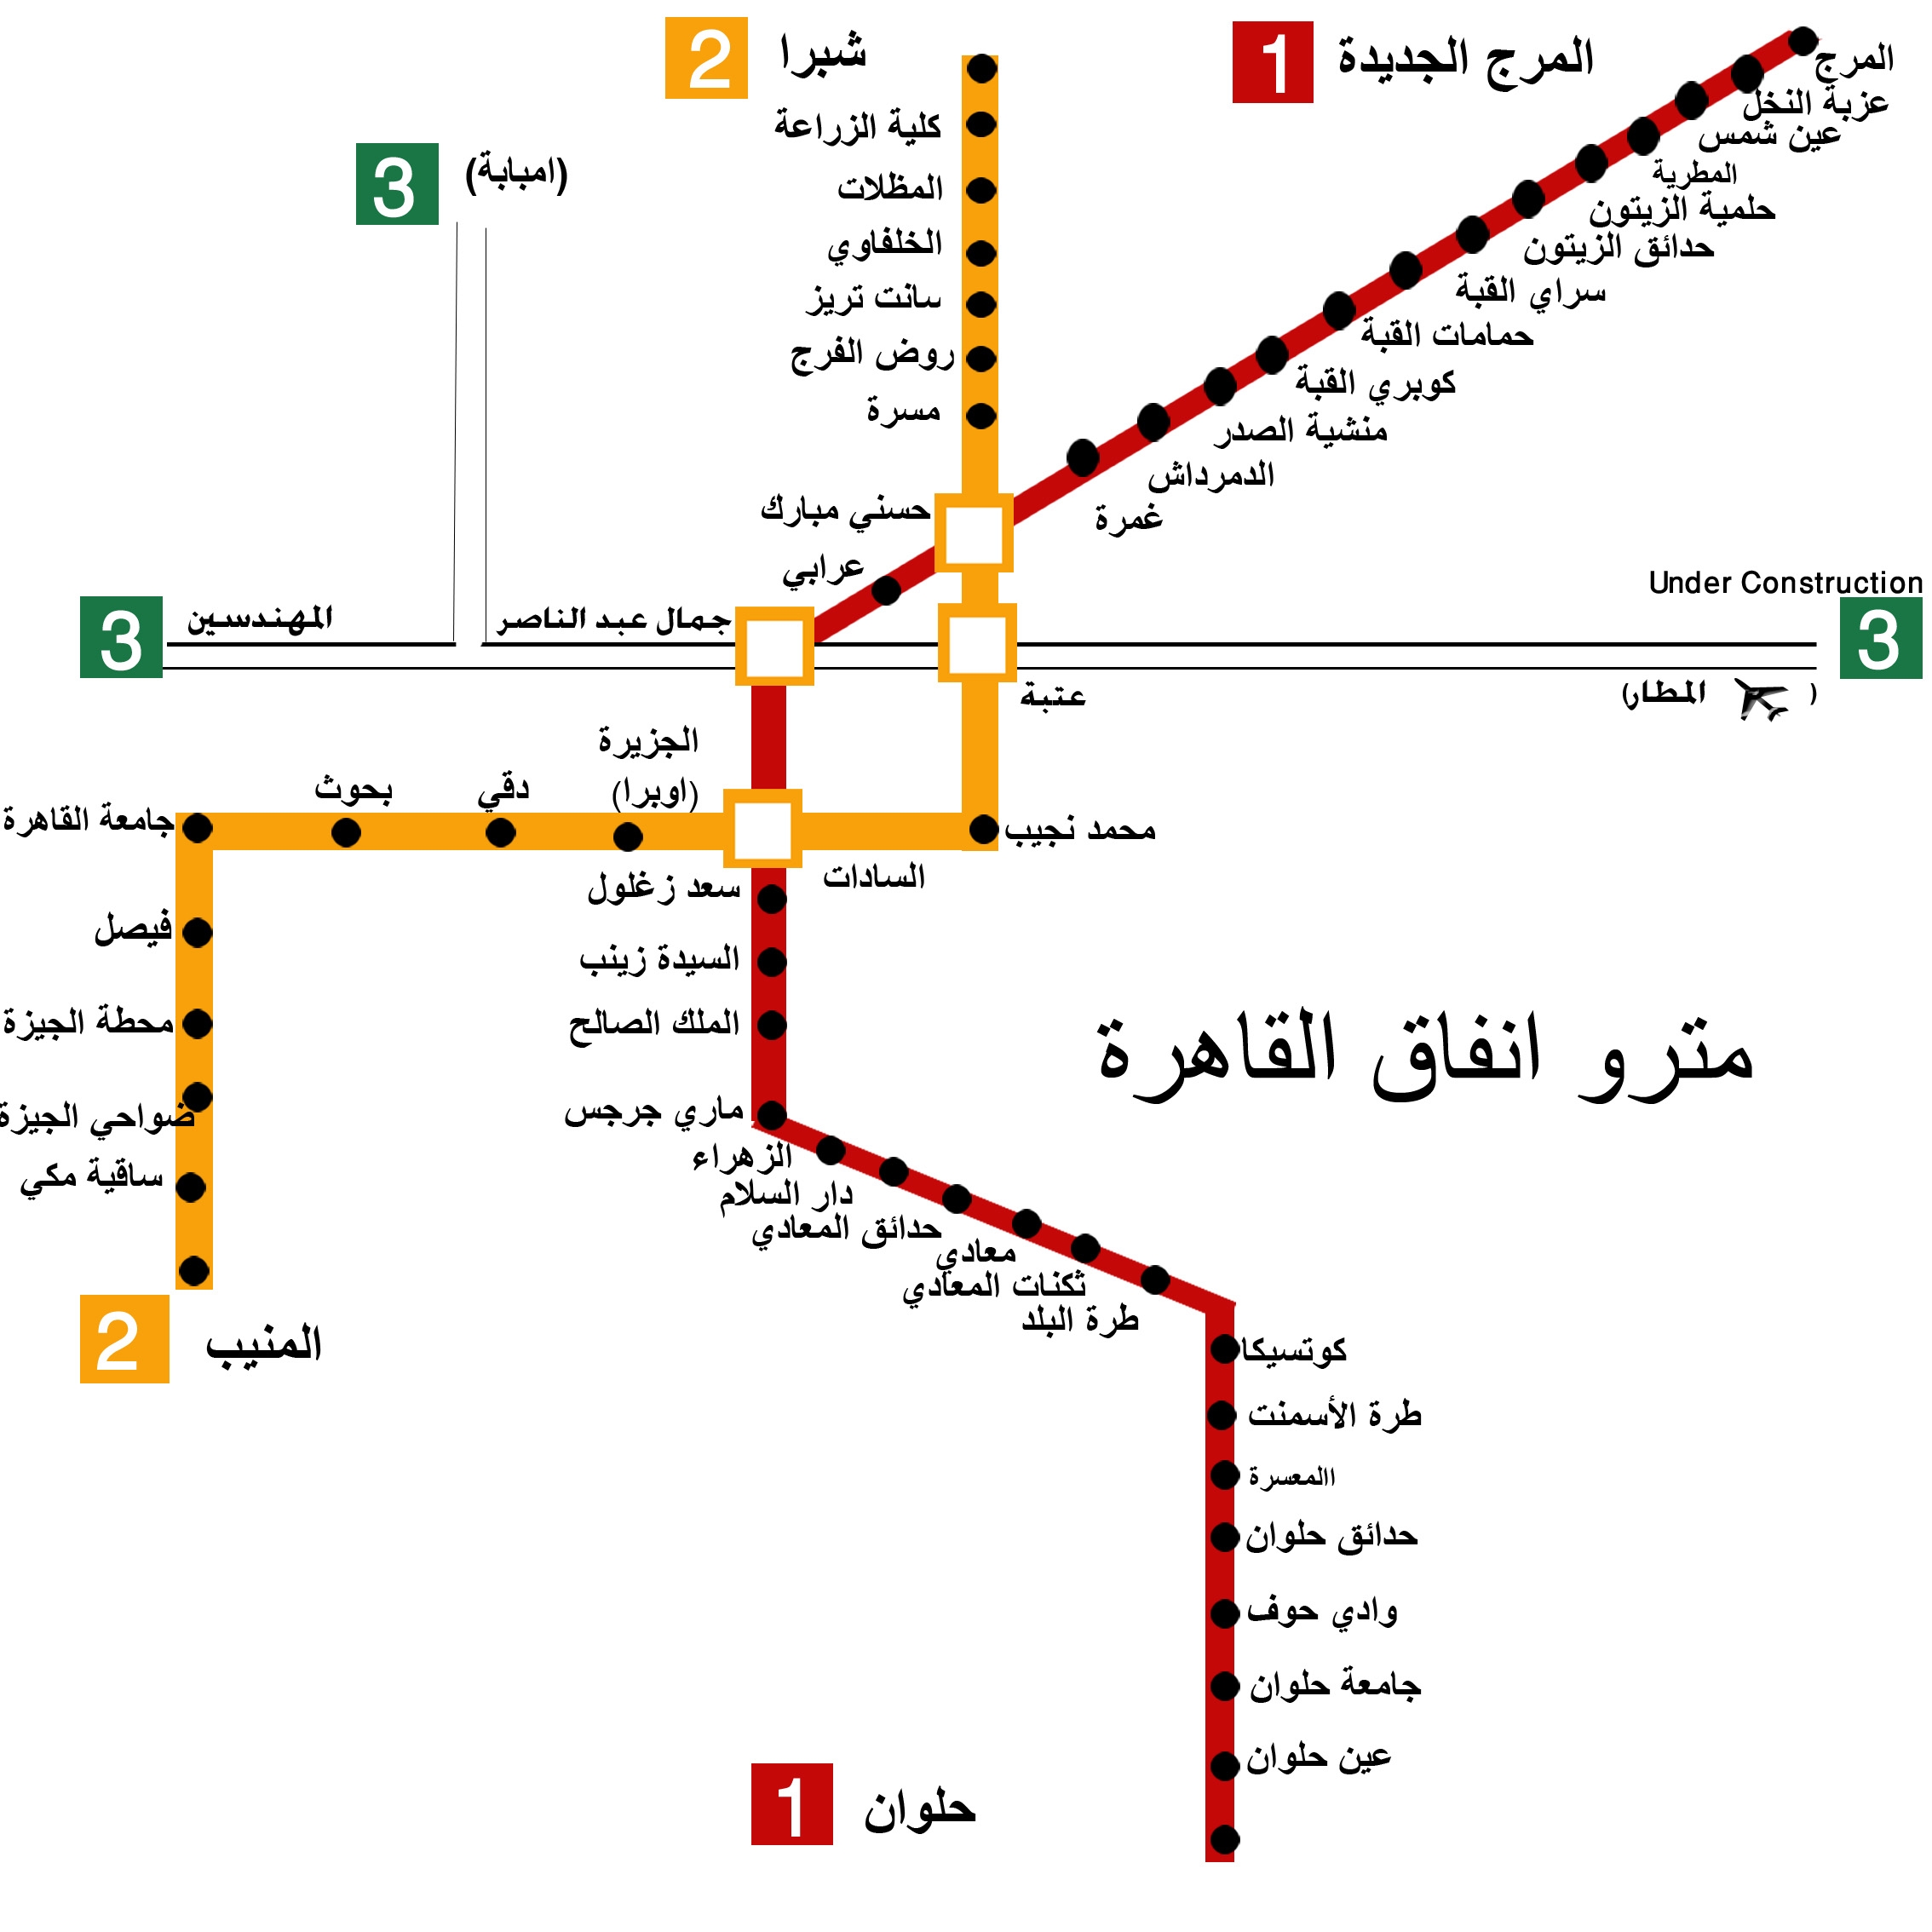 2
شبرا
1
المرج الجديدة
المرج
عزبة النخل
عين شمس
المطرية
حلمية الزيتون
حدائق الزيتون
سراي القبة
حمامات القبة
كوبري القبة
منشية الصدر
الدمرداش
غمرة
كلية الزراعة
المظلات
الخلفاوي
سانت تريز
روض الفرج
مسرة
حسني مبارك
عرابي
3
(امبابة)
3
المهندسين
جمال عبد الناصر
Under Construction
3
(المطار )
عتبة
الجزيرة
(اوبرا)
دقي
بحوث
جامعة القاهرة
محمد نجيب
السادات
سعد زغلول
السيدة زينب
الملك الصالح
ماري جرجس
فيصل
محطة الجيزة
ضواحي الجيزة
ساقية مكي
2
المنيب
مترو انفاق القاهرة
الزهراء
دار السلام
حدائق المعادي
معادي
ثكنات المعادي
طرة البلد
كوتسيكا
طرة الأسمنت
االمعسرة
حدائق حلوان
وادي حوف
جامعة حلوان
عين حلوان
1
حلوان